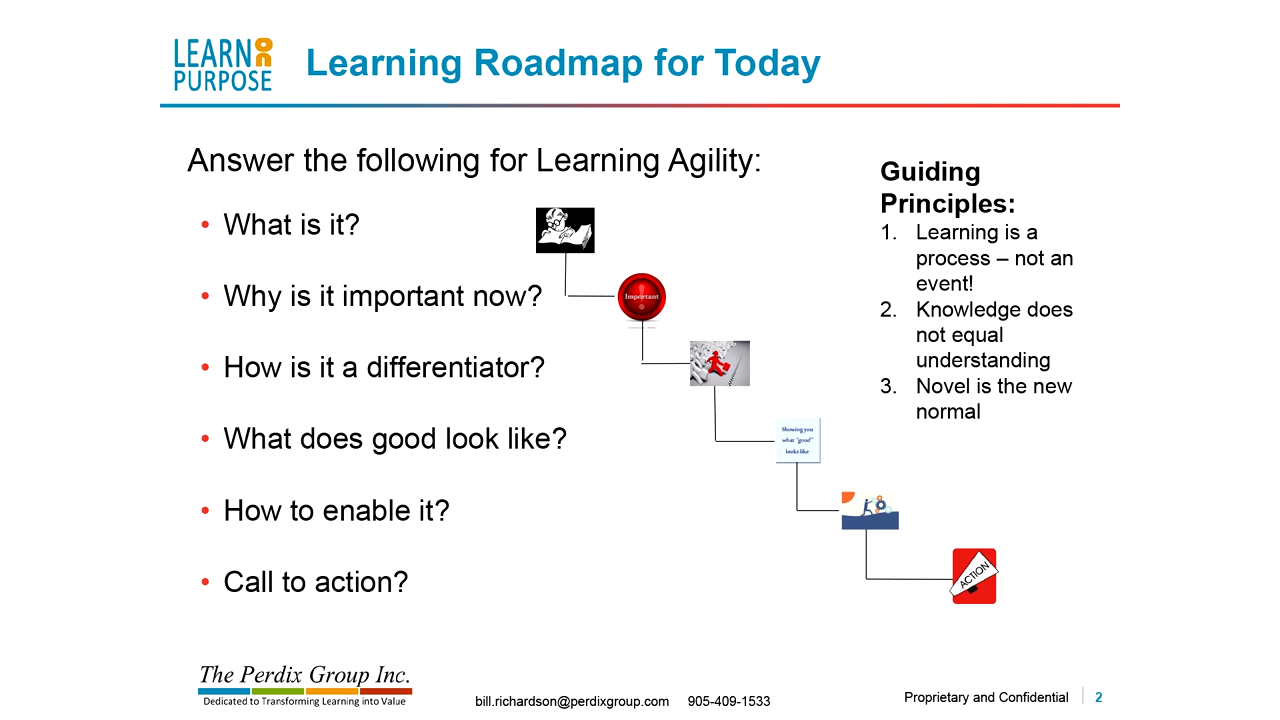 LEARN ON
PURPOSE
Learning Roadmap for Today
Answer the following for Learning Agility:
• What is it?
• Why is it important now?
Important
• How is it a differentiator?
• What does good look like?
Showing you
what "good"
looks like
• How to enable it?
• Call to action?
ACTION
Guiding
Principles:
1. Learning is a
process – not an
event!
2. Knowledge does
not equal
understanding
3. Novel is the new
normal
The Perdix Group Inc.
Dedicated to Transforming Learning into Value
bill.richardson@perdixgroup.com 905-409-1533
Proprietary and Confidential 2